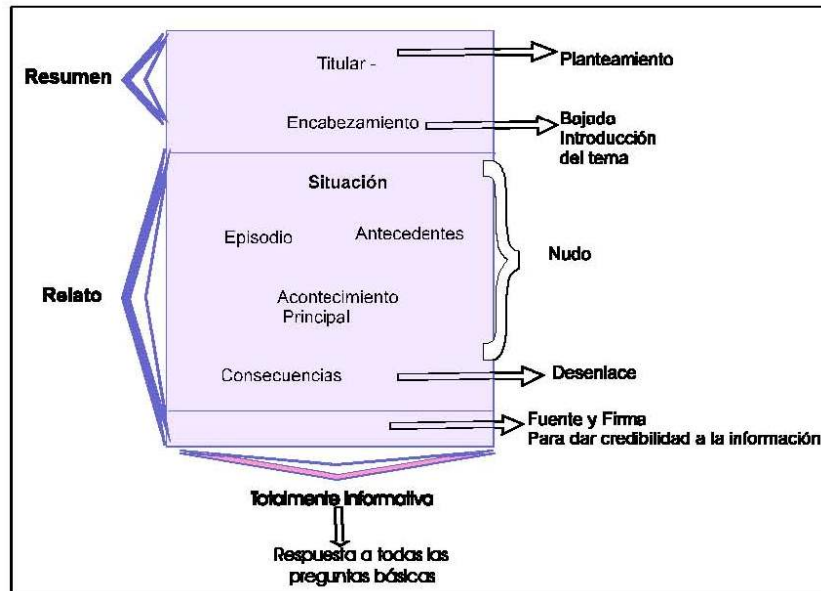 Resumen
Titular -
Planteamiento
Encabezamiento
Bajada
Introducción
del tema
Situación
Episodio
Antecedentes
Nudo
Relato
Acontecimiento
Principal
Consecuencias
Desenlace
Fuente y Firma
Para dar credibilidad a la información
Totalmente informativa
Respuesta a todas las
preguntas básicas